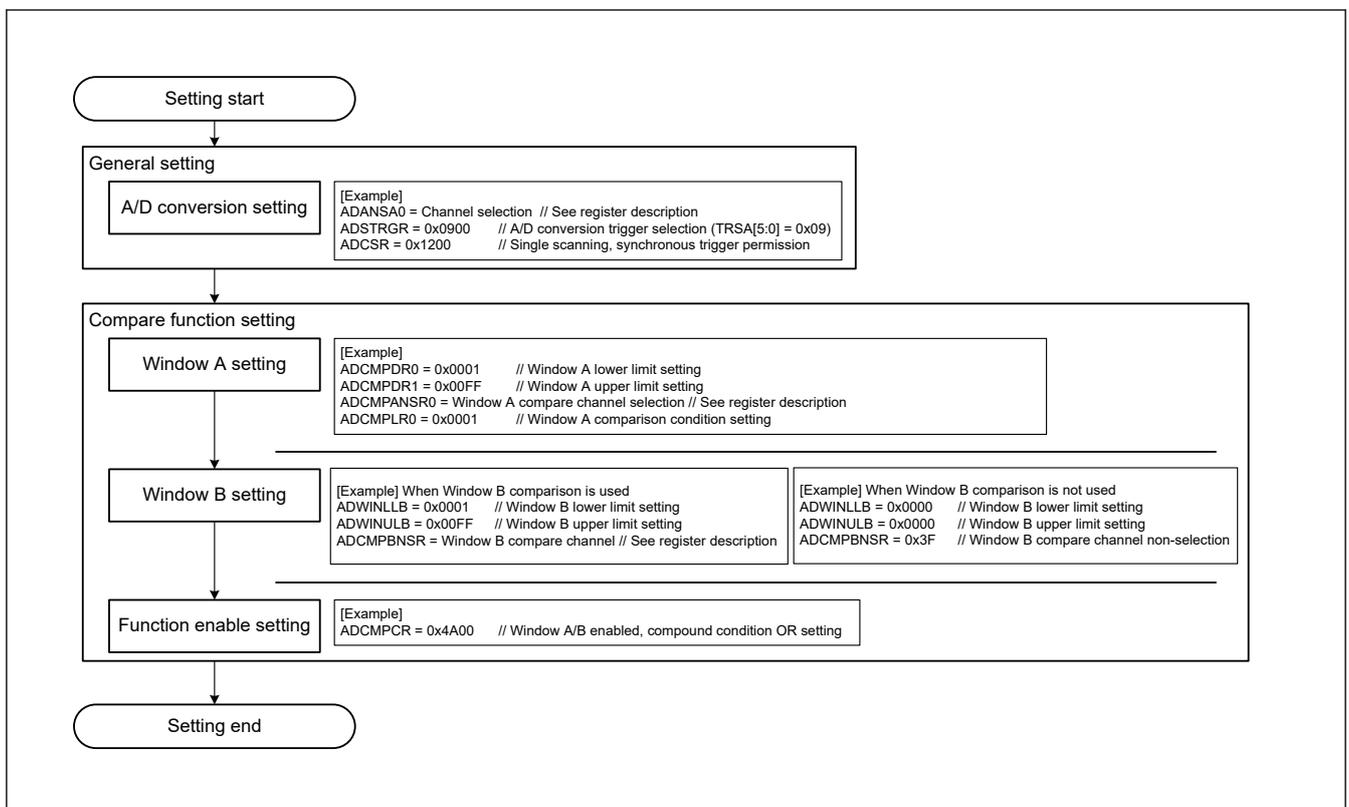 Setting start
General setting
A/D conversion setting
[Example]
ADANSA0 = Channel selection // See register description
ADSTRGR = 0x0900 // A/D conversion trigger selection (TRSA[5:0] = 0x09)
ADCSR = 0x1200 // Single scanning, synchronous trigger permission
Compare function setting
Window A setting
[Example]
ADCMPDR0 = 0x0001 // Window A lower limit setting
ADCMPDR1 = 0x00FF // Window A upper limit setting
ADCMPANSR0 = Window A compare channel selection // See register description
ADCMPLR0 = 0x0001 // Window A comparison condition setting
Window B setting
[Example] When Window B comparison is used
ADWINLLB = 0x0001 // Window B lower limit setting
ADWINULB = 0x00FF // Window B upper limit setting
ADCMPBNSR = Window B compare channel // See register description
[Example] When Window B comparison is not used
ADWINLLB = 0x0000 // Window B lower limit setting
ADWINULB = 0x0000 // Window B upper limit setting
ADCMPBNSR = 0x3F // Window B compare channel non-selection
Function enable setting
[Example]
ADCMPCR = 0x4A00 // Window A/B enabled, compound condition OR setting
Setting end